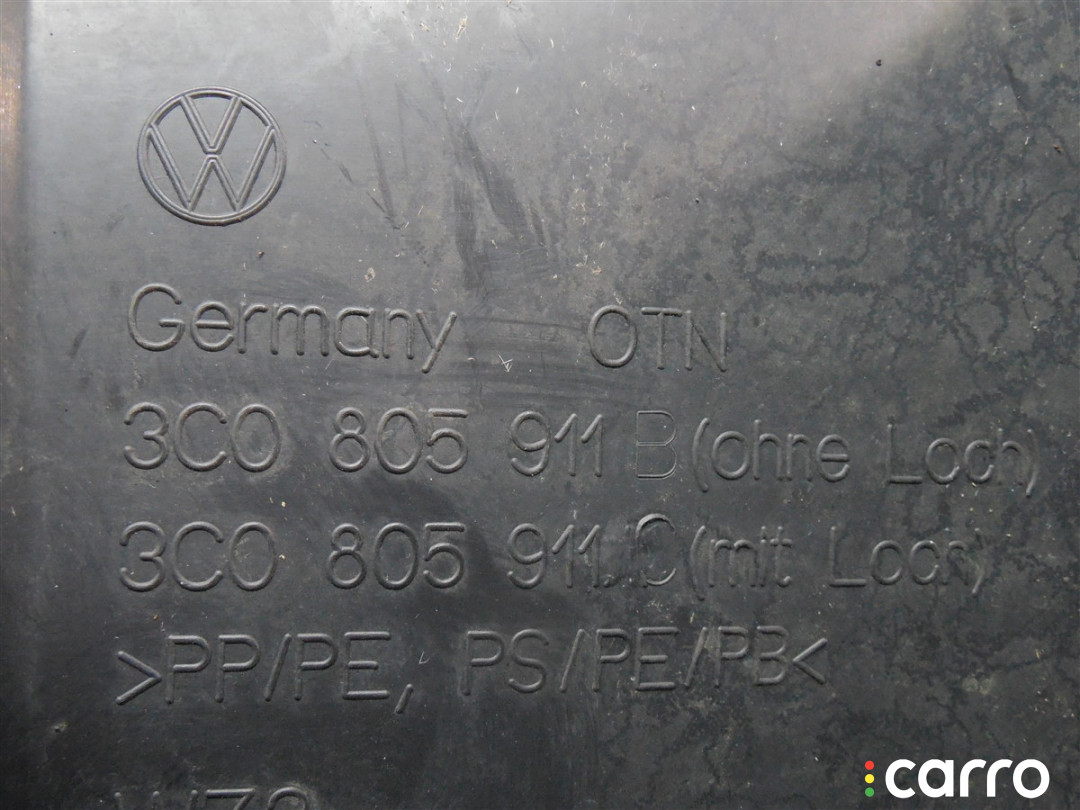 Germany OTN
3C0 805 911 B (ohne Loch)
3C0 805 911 C (mit Loch)
>PP/PE, PS/PE/PB<
carro